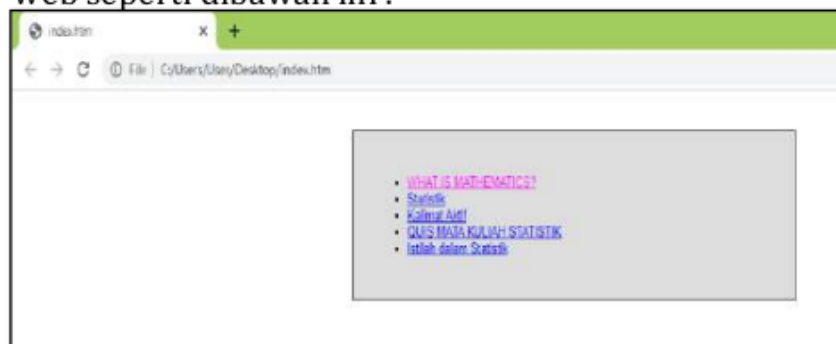 web seperti dibawah ini :
index.htm
File | C:/Users/User/Desktop/index.htm
WHAT IS MATHEMATICS?
Statistik
Kalimat Aktif
QUIS MATA KULIAH STATISTIK
Istilah dalam Statistik